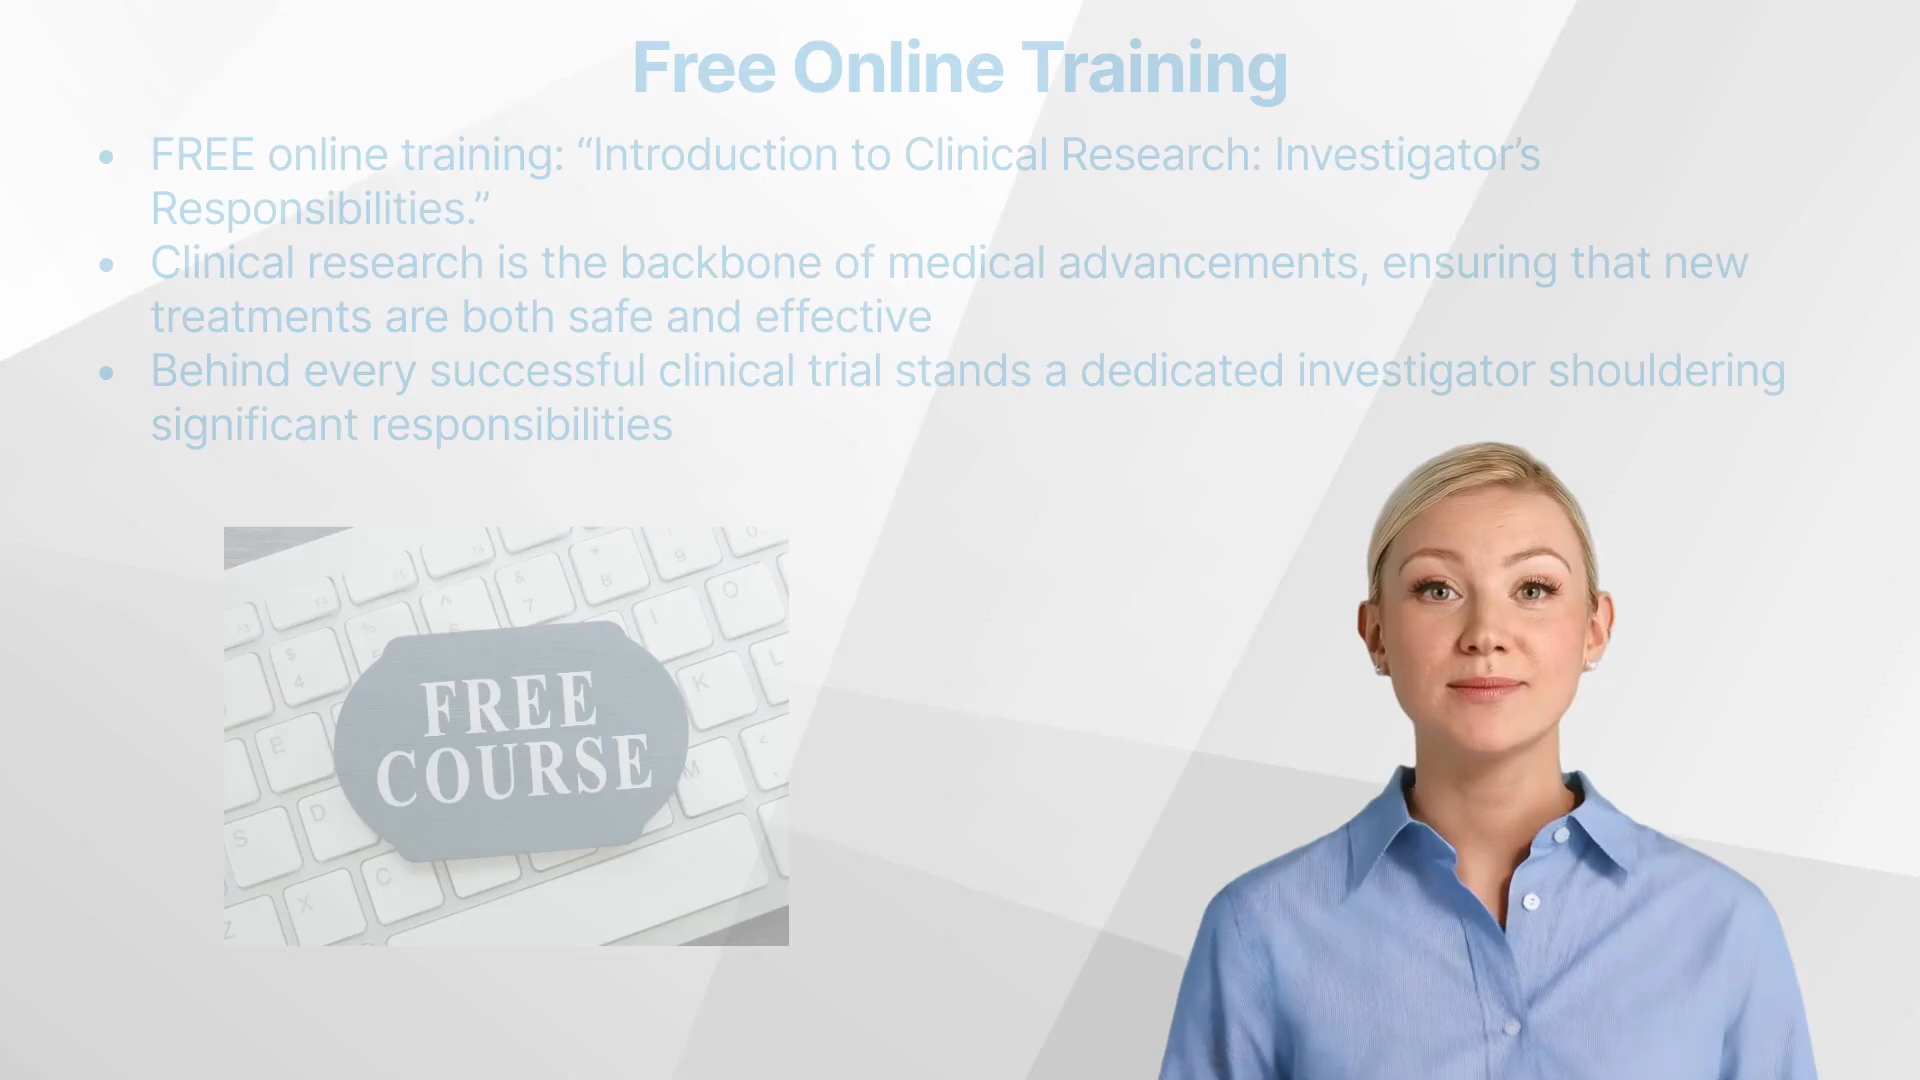 Free Online Training
• FREE online training: “Introduction to Clinical Research: Investigator’s
Responsibilities.”
• Clinical research is the backbone of medical advancements, ensuring that new
treatments are both safe and effective
• Behind every successful clinical trial stands a dedicated investigator shouldering
significant responsibilities
FREE
COURSE